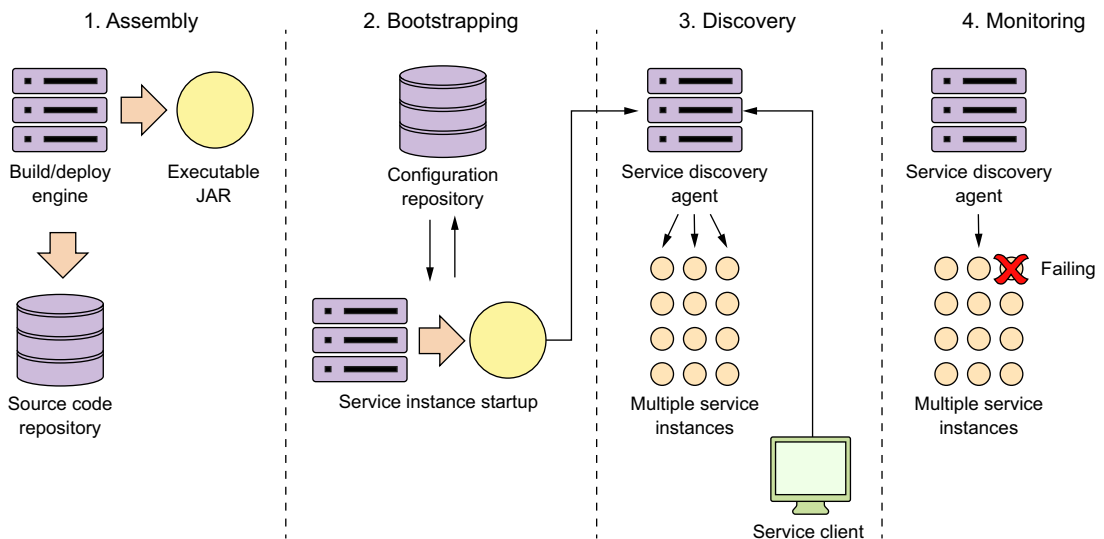 1. Assembly
Build/deploy
engine
Executable
JAR
Source code
repository
2. Bootstrapping
Configuration
repository
Service instance startup
3. Discovery
Service discovery
agent
Multiple service
instances
Service client
4. Monitoring
Service discovery
agent
Failing
Multiple service
instances